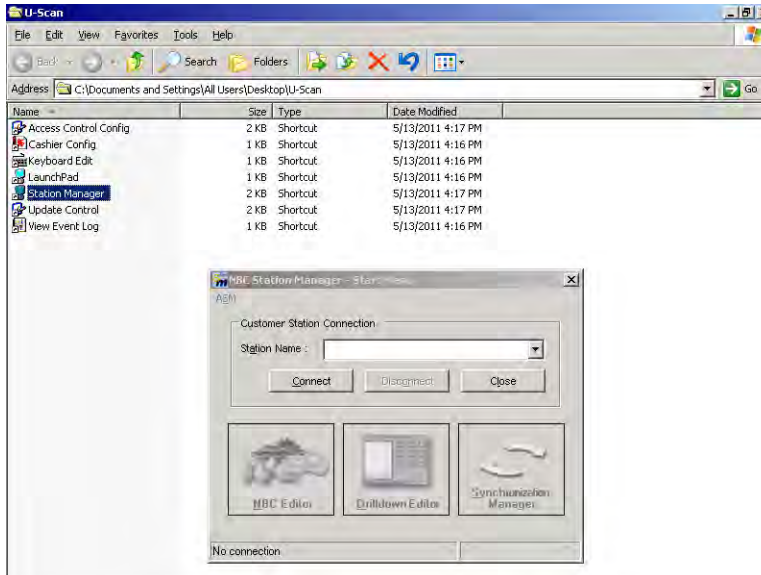 U-Scan
File Edit View Favorites Tools Help
Back Search Folders
Address C:\Documents and Settings\All Users\Desktop\U-Scan Go
Name Size Type Date Modified
Access Control Config 2 KB Shortcut 5/13/2011 4:17 PM
Cashier Config 1 KB Shortcut 5/13/2011 4:16 PM
Keyboard Edit 1 KB Shortcut 5/13/2011 4:16 PM
LaunchPad 1 KB Shortcut 5/13/2011 4:16 PM
Station Manager 2 KB Shortcut 5/13/2011 4:17 PM
Update Control 2 KB Shortcut 5/13/2011 4:17 PM
View Event Log 1 KB Shortcut 5/13/2011 4:16 PM
Station Manager -
Customer Station Connection
Station Name :
Connect Disconnect Close
Editor Drilldown Editor Synchronization
Manager
No connection